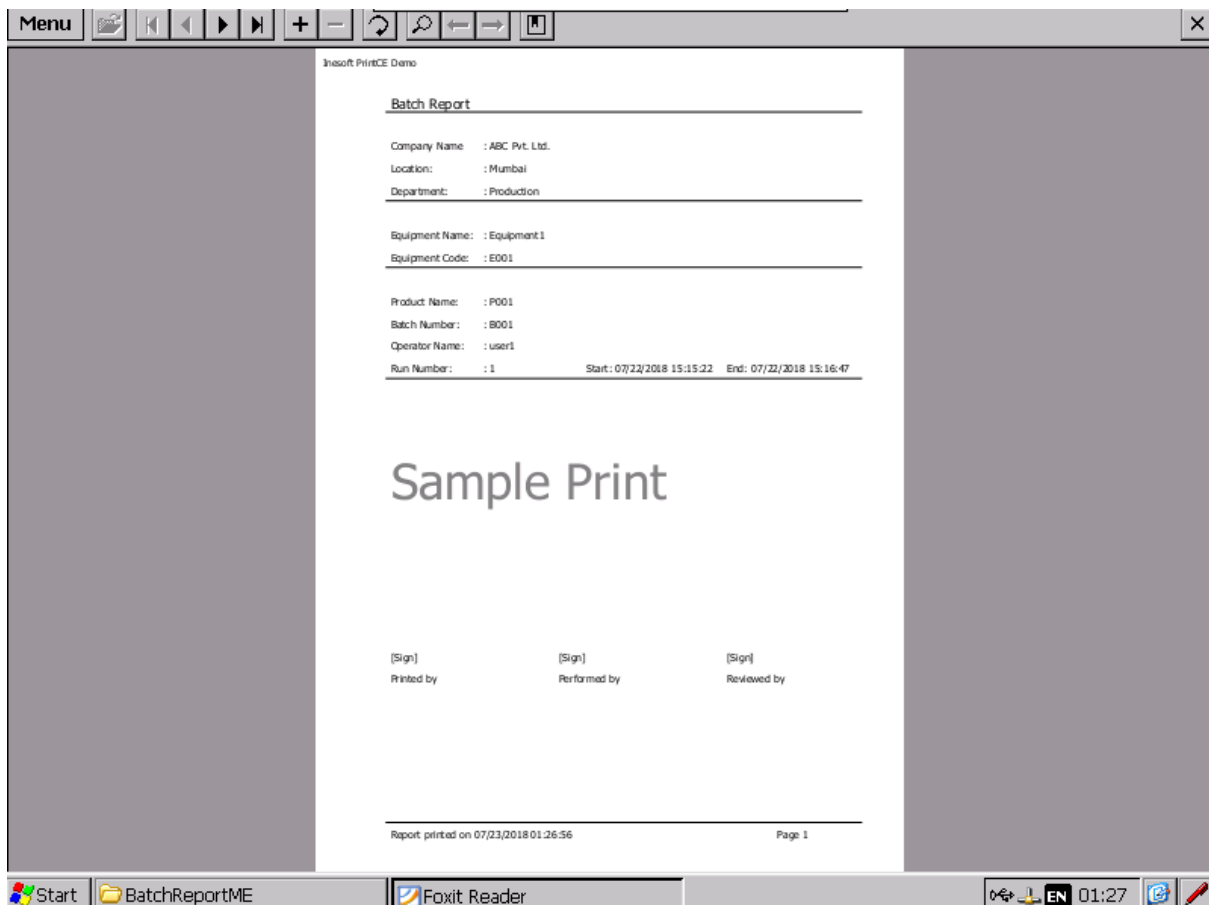 Menu
Inesoft PrintCE Demo
Batch Report
Company Name : ABC Pvt. Ltd.
Location: : Mumbai
Department: : Production
Equipment Name: : Equipment1
Equipment Code: : E001
Product Name: : P001
Batch Number: : B001
Operator Name: : user1
Run Number: : 1 Start: 07/22/2018 15:15:22 End: 07/22/2018 15:16:47
Sample Print
[Sign] [Sign] [Sign]
Printed by Performed by Reviewed by
Report printed on 07/23/2018 01:26:56 Page 1
Start BatchReportME Foxit Reader EN 01:27